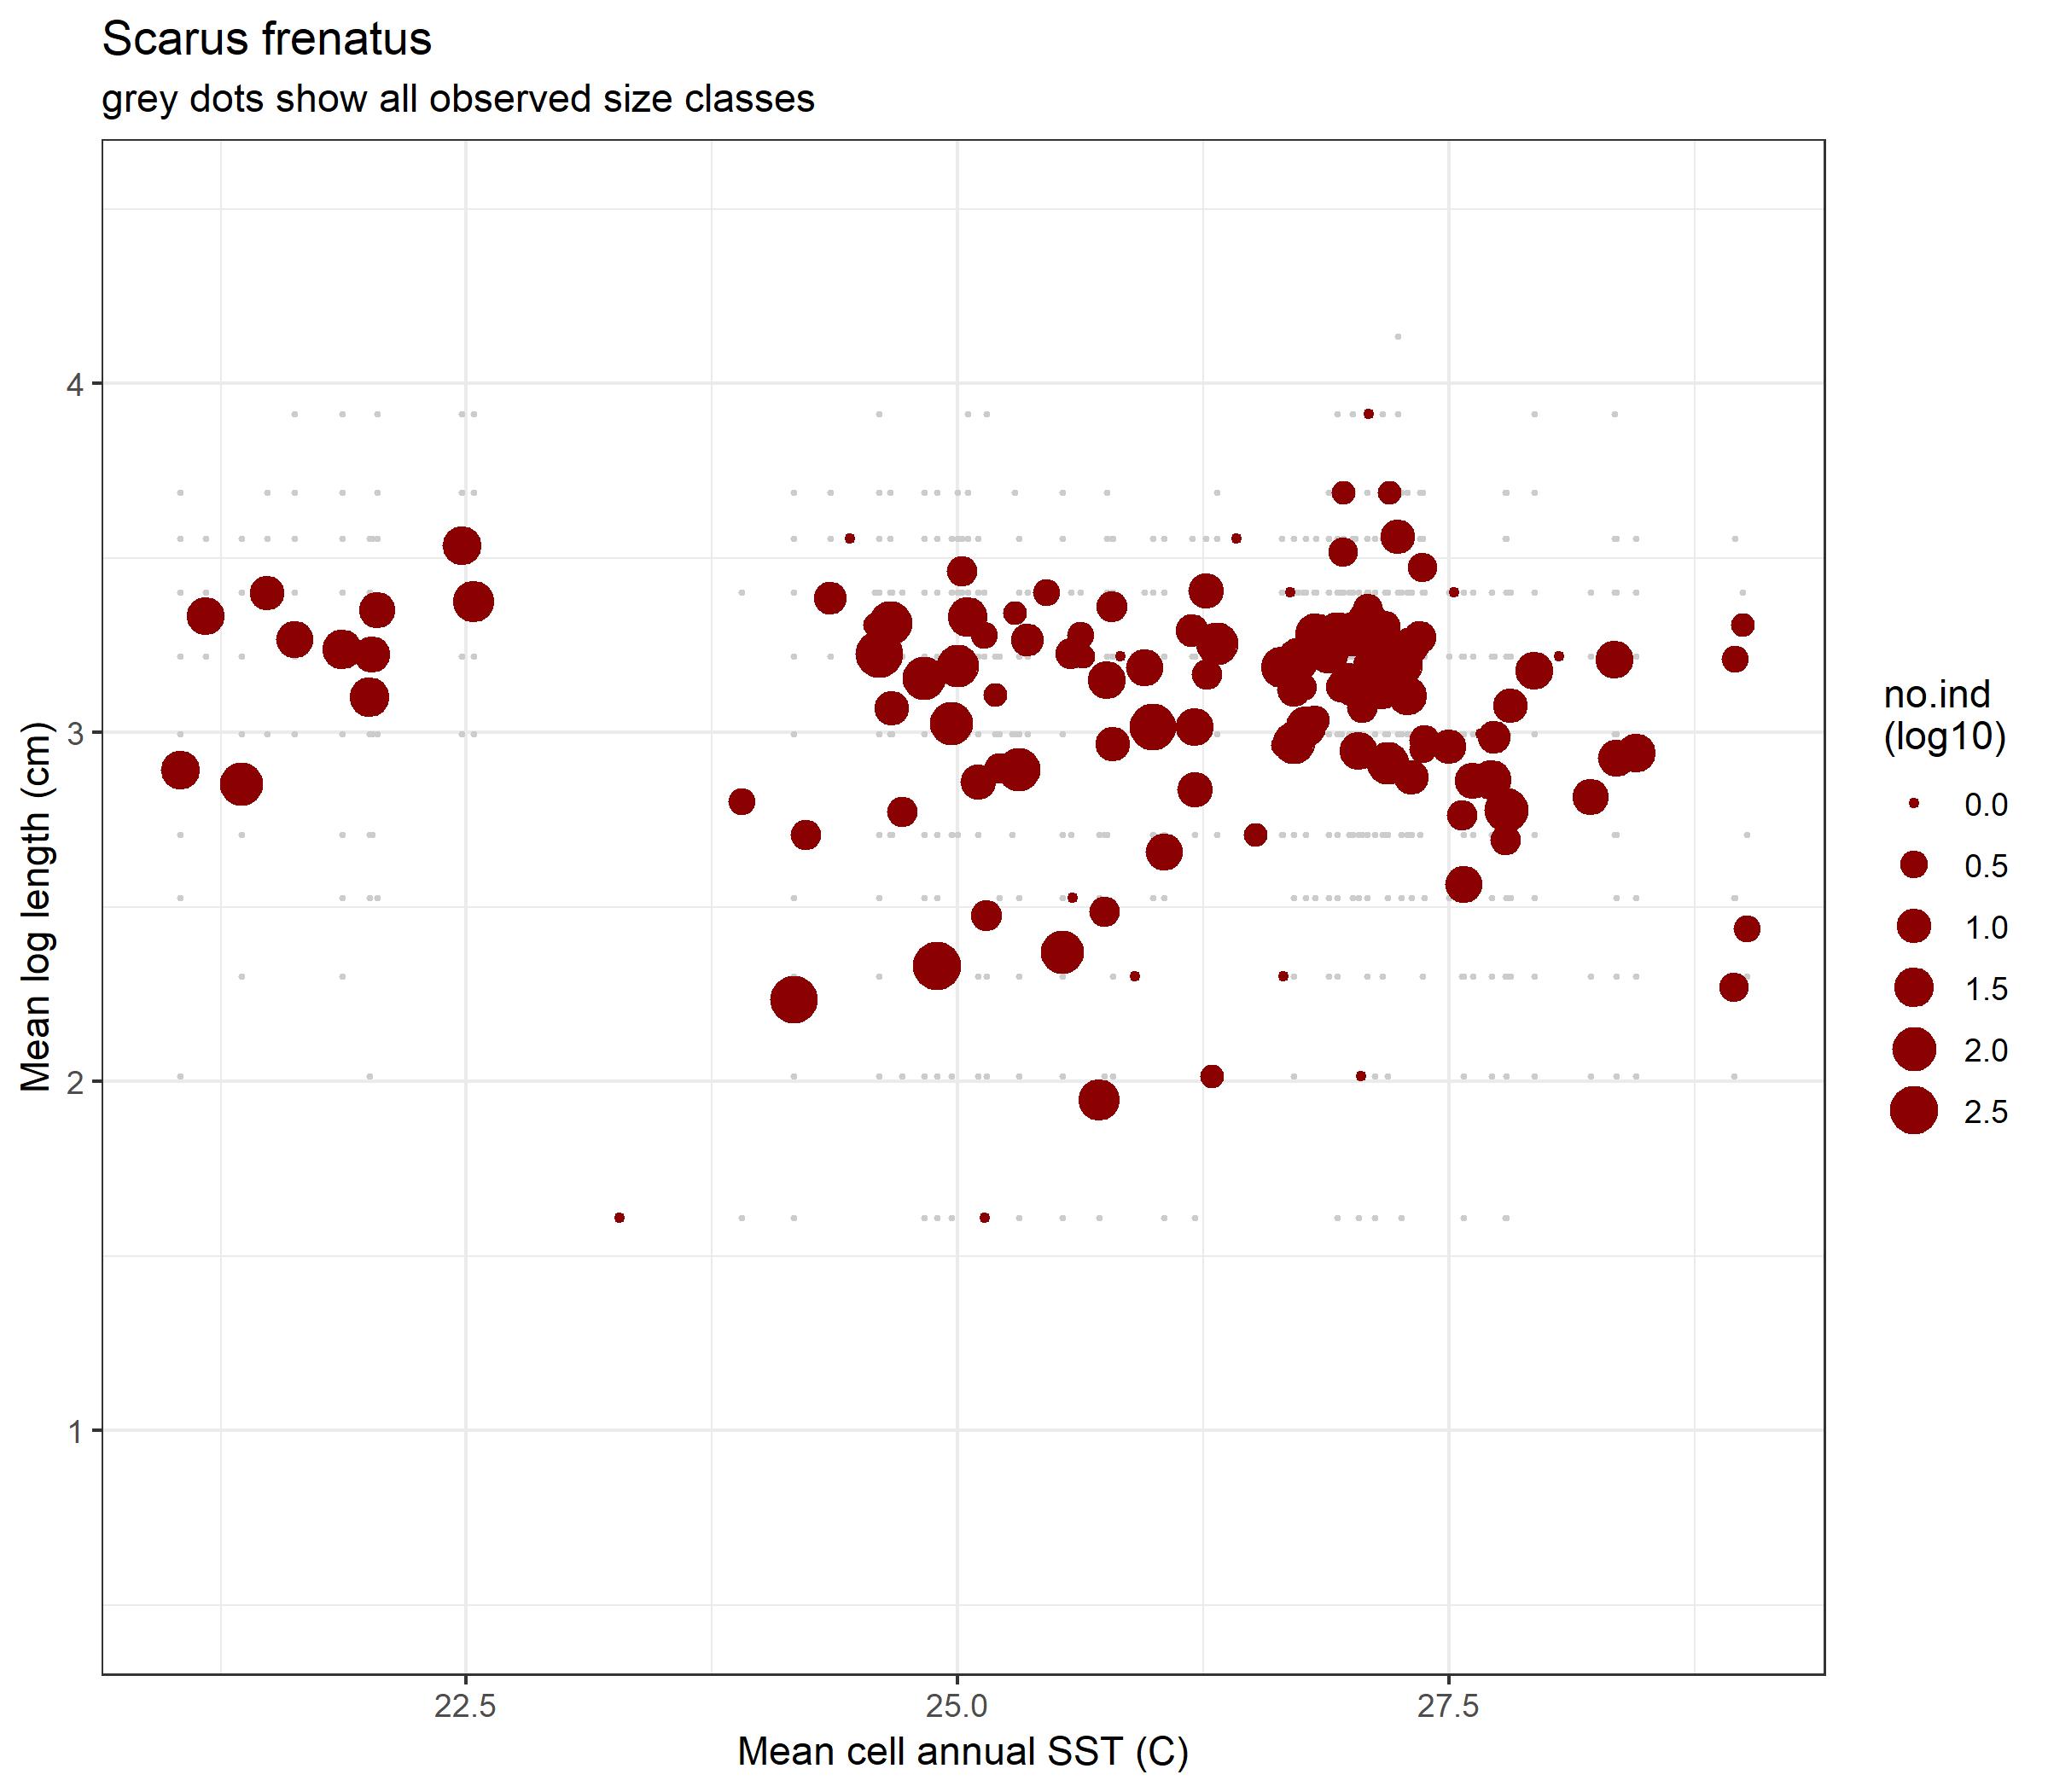 Scarus frenatus
grey dots show all observed size classes
Mean log length (cm)
4
3
2
1
22.5
25.0
27.5
Mean cell annual SST (C)
no.ind
(log10)
0.0
0.5
1.0
1.5
2.0
2.5